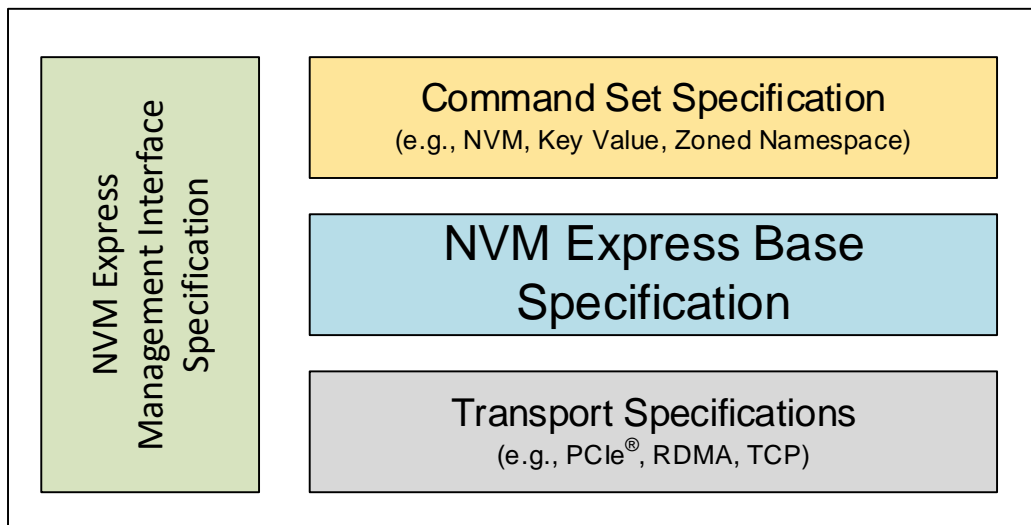 NVM Express
Management Interface
Specification
Command Set Specification
(e.g., NVM, Key Value, Zoned Namespace)
NVM Express Base
Specification
Transport Specifications
(e.g., PCIe®, RDMA, TCP)